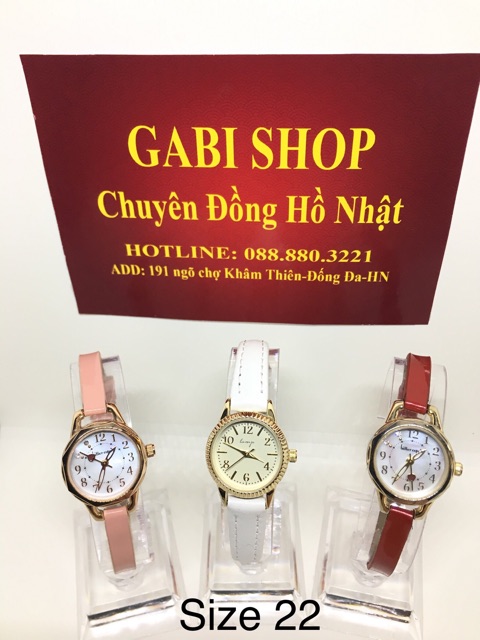 GABI SHOP
Chuyên Đồng Hồ Nhật
HOTLINE: 088.880.3221
ADD: 191 ngõ chợ Khâm Thiên-Đống Đa-HN
Size 22